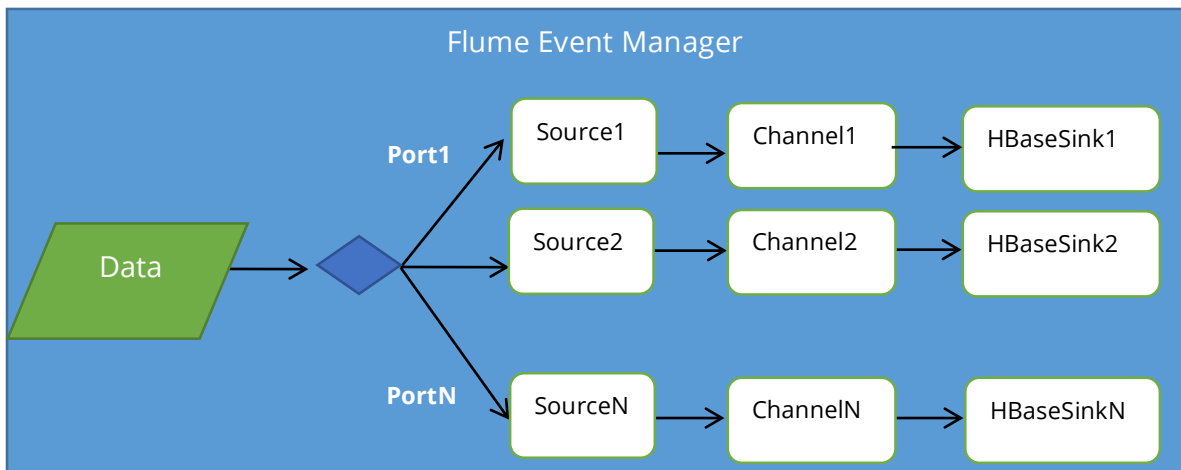 Flume Event Manager
Port1
Source1
Channel1
HBaseSink1
Data
Source2
Channel2
HBaseSink2
PortN
SourceN
ChannelN
HBaseSinkN